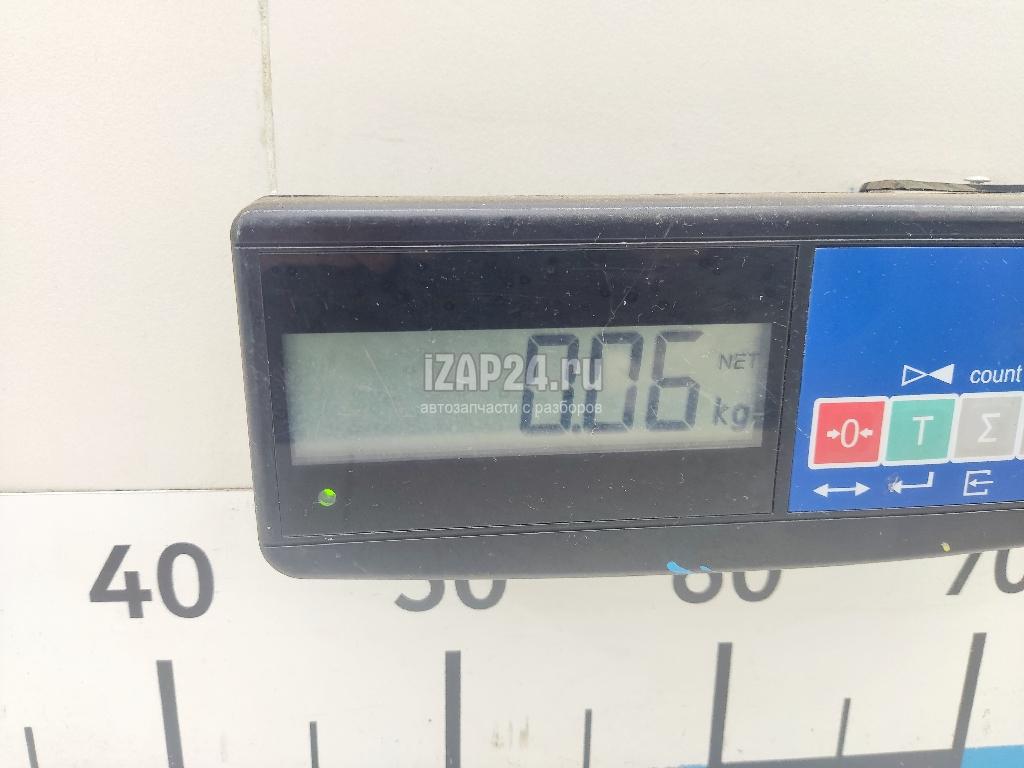 0.06 NET kg
iZAP24.ru
автозапчасти с разборов
count
→0← T Σ
40 50 60 70